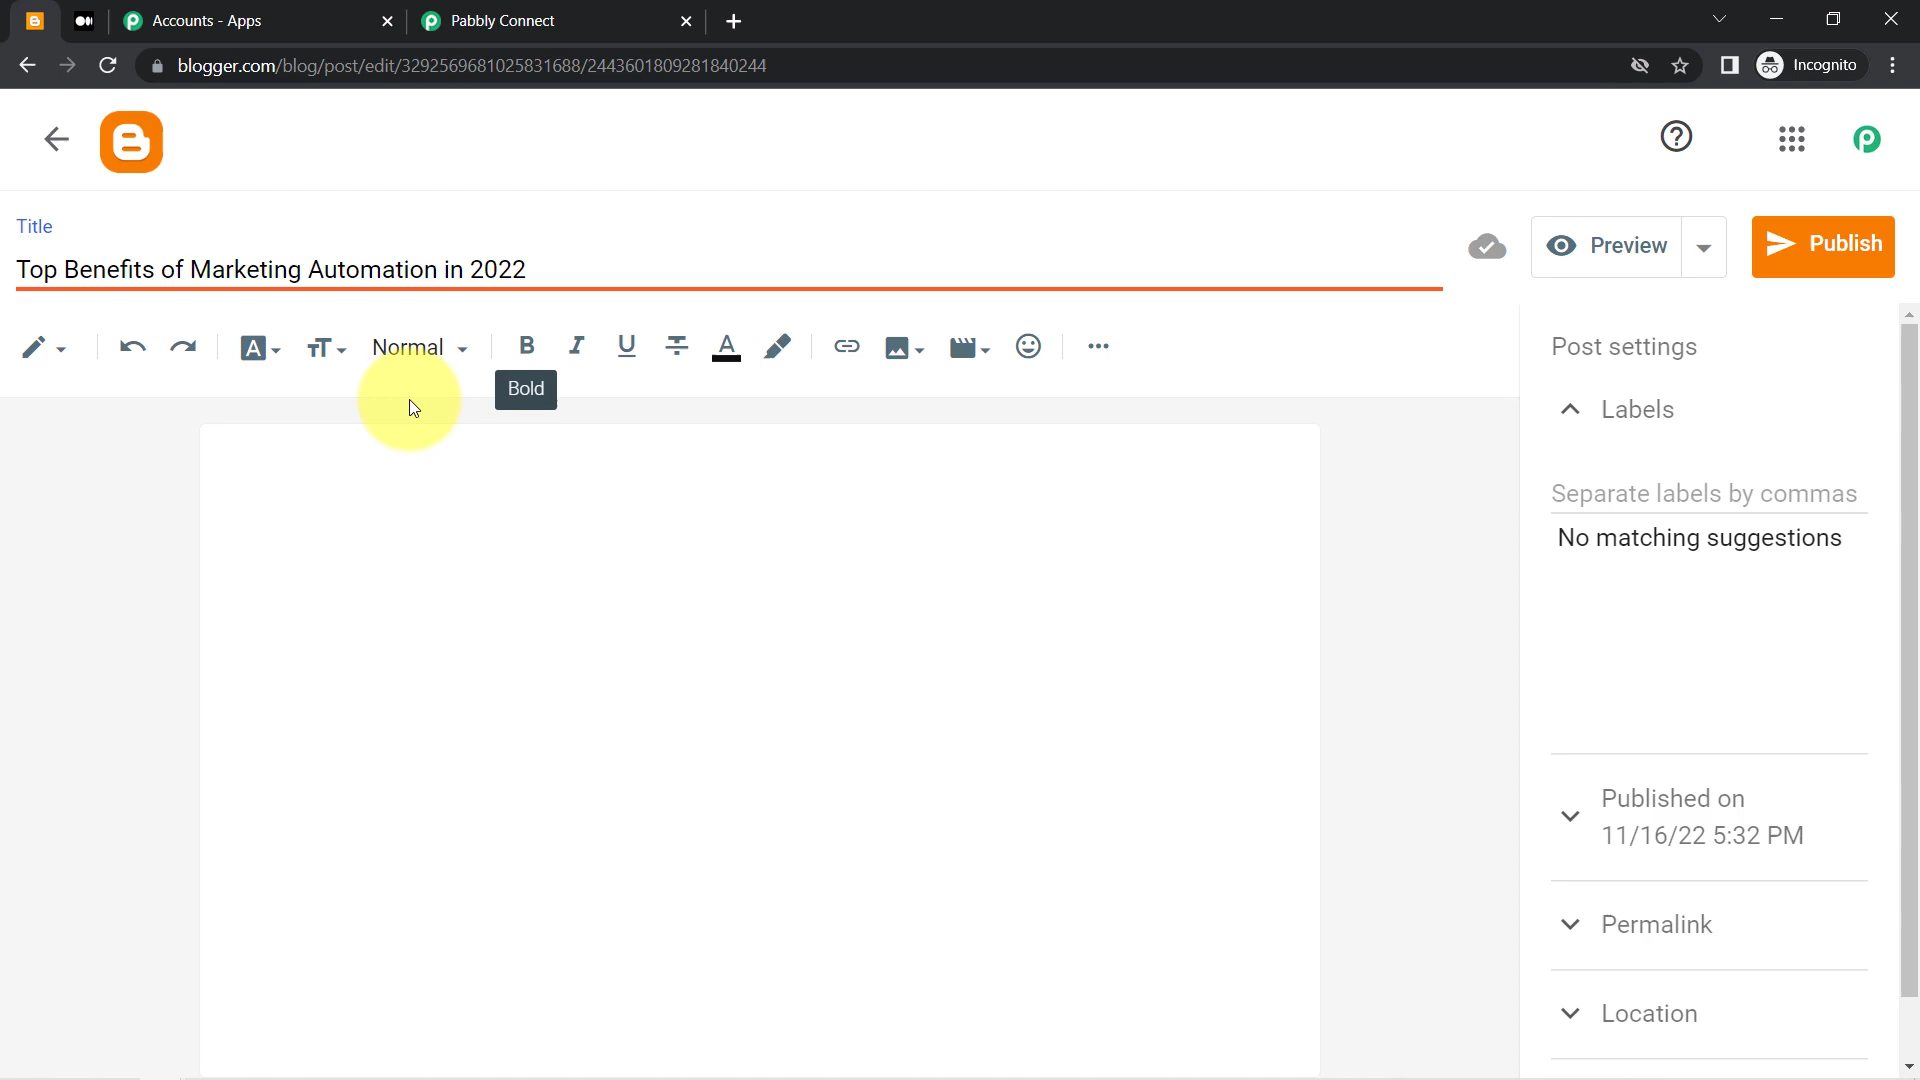 Accounts - Apps
Pabbly Connect
blogger.com/blog/post/edit/3292569681025831688/2443601809281840244
Incognito
Title
Top Benefits of Marketing Automation in 2022
Preview
Publish
Normal
Bold
Post settings
Labels
Separate labels by commas
No matching suggestions
Published on
11/16/22 5:32 PM
Permalink
Location